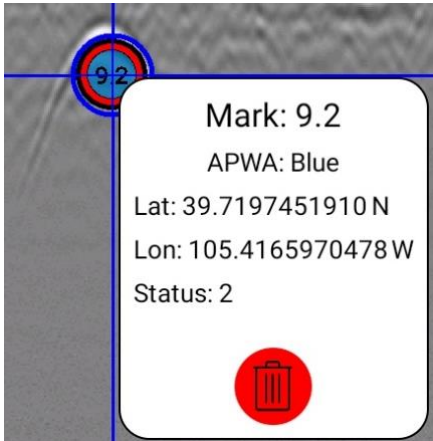 9.2
Mark: 9.2
APWA: Blue
Lat: 39.7197451910 N
Lon: 105.4165970478 W
Status: 2